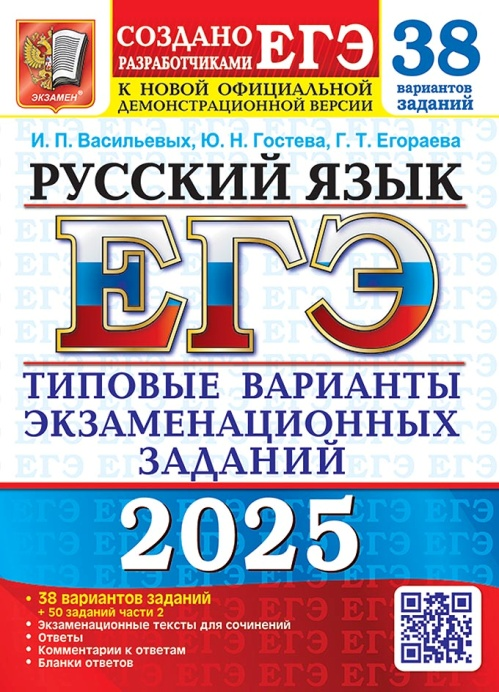 СОЗДАНО
РАЗРАБОТЧИКАМИ ЕГЭ
К НОВОЙ ОФИЦИАЛЬНОЙ
ДЕМОНСТРАЦИОННОЙ ВЕРСИИ
38
вариантов
заданий
ЭКЗАМЕН
И. П. Васильевых, Ю. Н. Гостева, Г. Т. Егораева
РУССКИЙ ЯЗЫК
ЕГЭ
ТИПОВЫЕ ВАРИАНТЫ
ЭКЗАМЕНАЦИОННЫХ
ЗАДАНИЙ
2025
• 38 вариантов заданий
+ 50 заданий части 2
• Экзаменационные тексты для сочинений
• Ответы
• Комментарии к ответам
• Бланки ответов